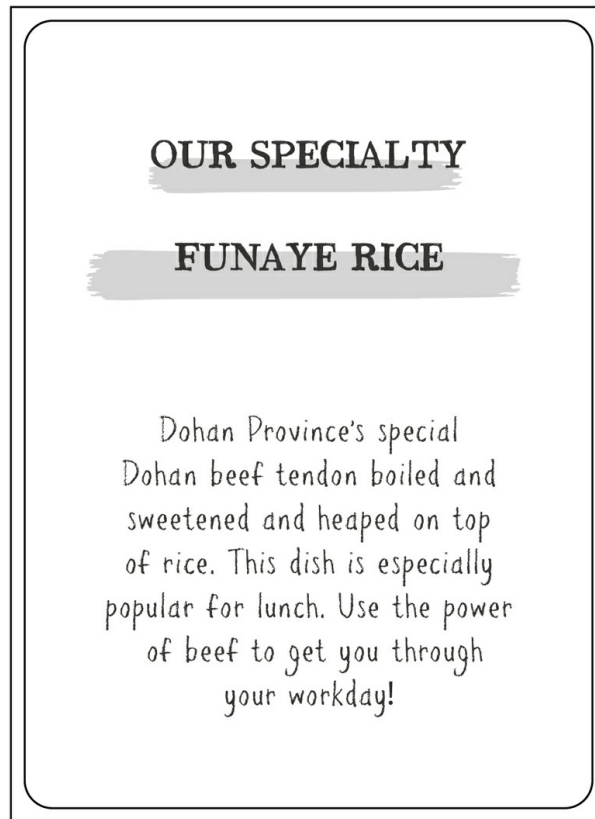 OUR SPECIALTY
FUNAYE RICE
Dohan Province's special
Dohan beef tendon boiled and
sweetened and heaped on top
of rice. This dish is especially
popular for lunch. Use the power
of beef to get you through
your workday!